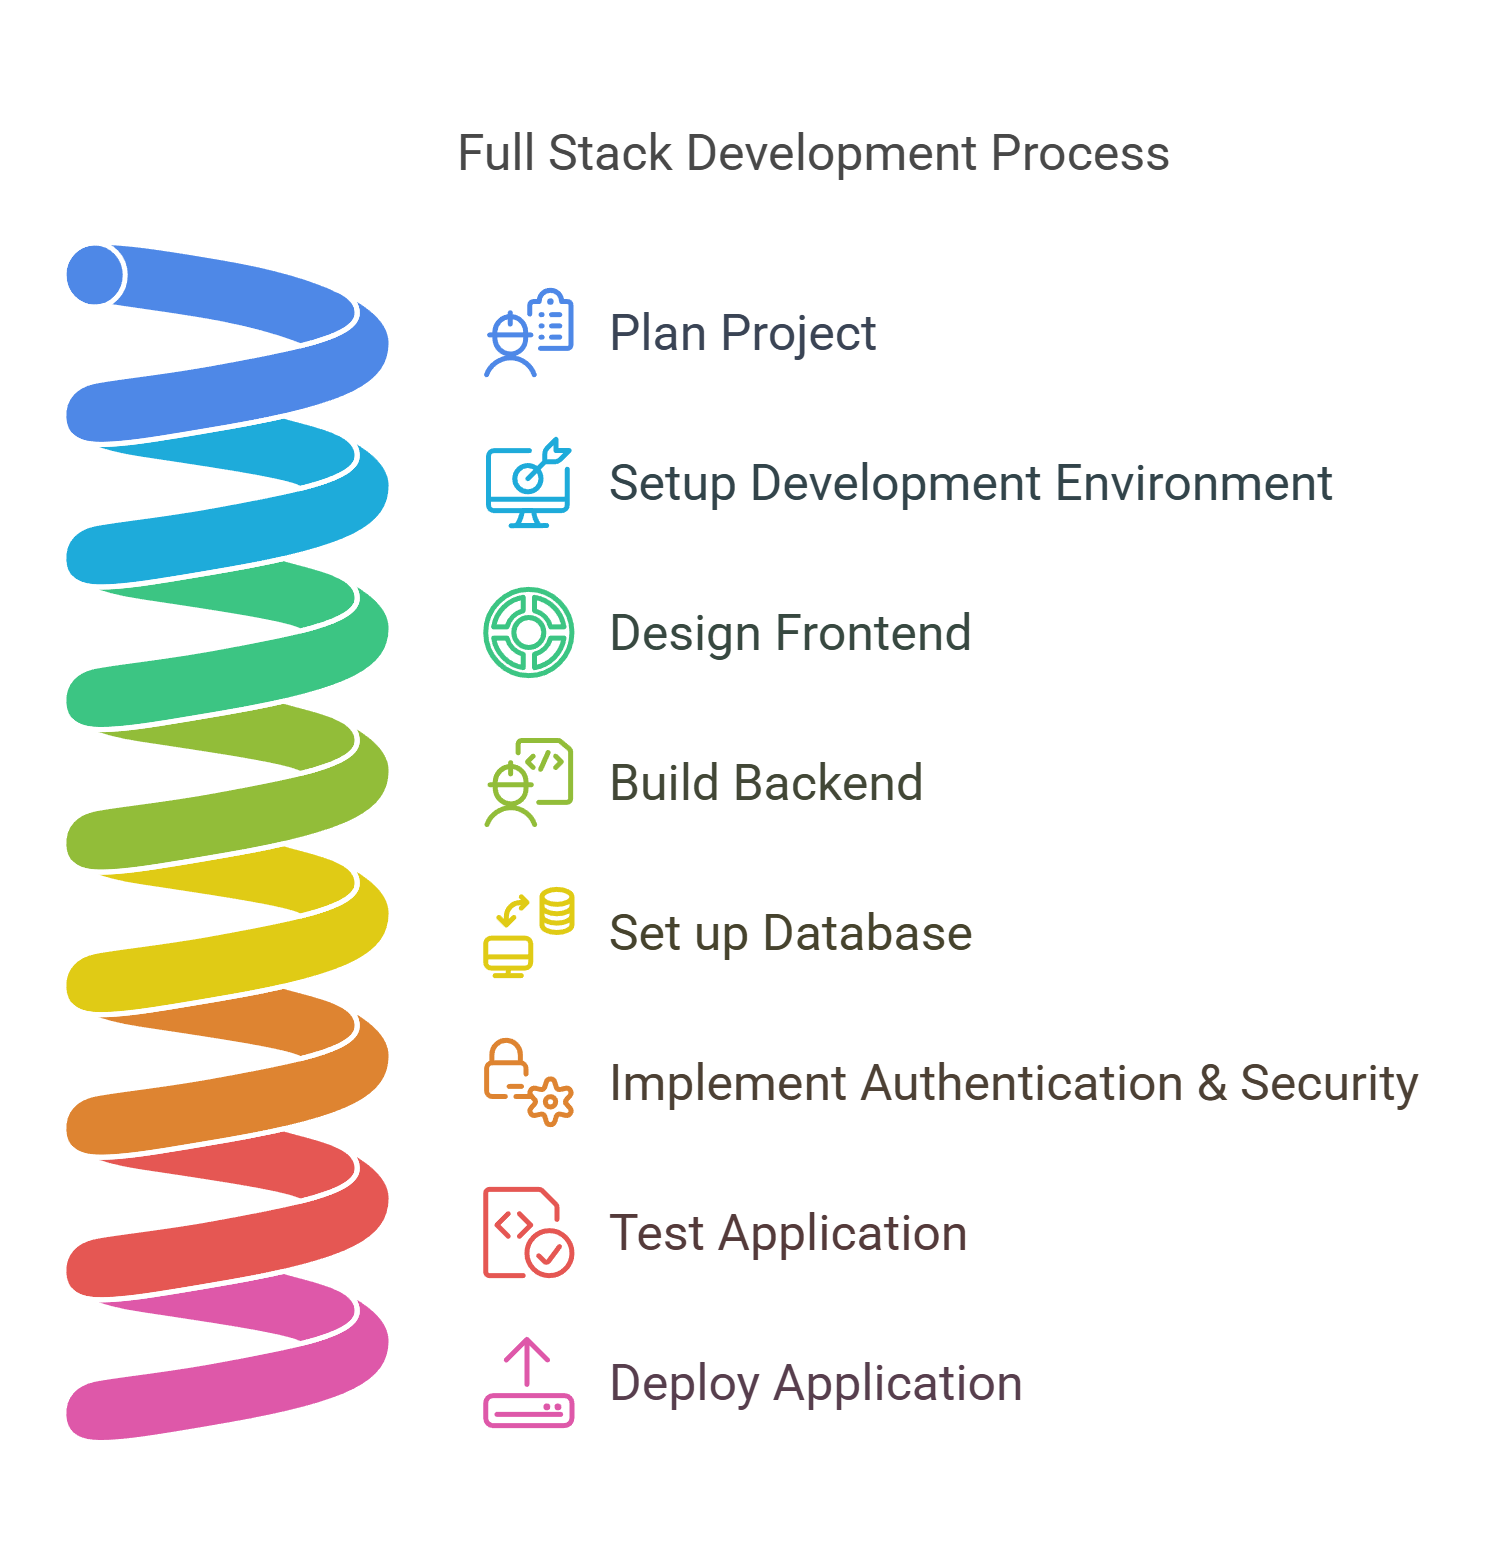 Full Stack Development Process
Plan Project
Setup Development Environment
Design Frontend
Build Backend
Set up Database
Implement Authentication & Security
Test Application
Deploy Application